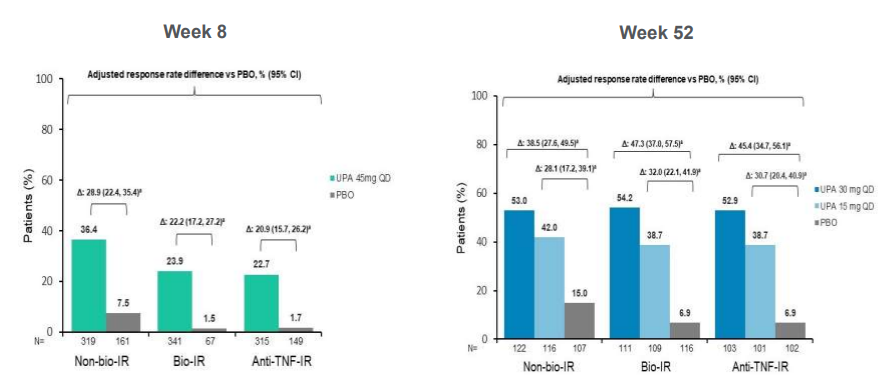 Week 8
Adjusted response rate difference vs PBO, % (95% CI)
Patients (%)
100
80
60
40
20
0
Δ: 28.9 (22.4, 35.4)ᵃ
Δ: 22.2 (17.2, 27.2)ᵃ
Δ: 20.9 (15.7, 26.2)ᵃ
36.4
7.5
23.9
1.5
22.7
1.7
UPA 45mg QD
PBO
N= 319 161 341 67 315 149
Non-bio-IR Bio-IR Anti-TNF-IR
Week 52
Adjusted response rate difference vs PBO, % (95% CI)
Patients (%)
100
80
60
40
20
0
Δ: 38.5 (27.6, 49.5)ᵃ
Δ: 47.3 (37.0, 57.5)ᵃ
Δ: 45.4 (34.7, 56.1)ᵃ
Δ: 28.1 (17.2, 39.1)ᵃ
Δ: 32.0 (22.1, 41.9)ᵃ
Δ: 30.7 (20.4, 40.9)ᵃ
53.0
42.0
15.0
54.2
38.7
6.9
52.9
38.7
6.9
UPA 30 mg QD
UPA 15 mg QD
PBO
N= 122 116 107 111 109 116 103 101 102
Non-bio-IR Bio-IR Anti-TNF-IR